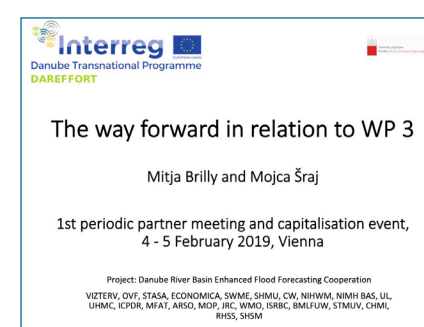 Interreg
EUROPEAN UNION
Danube Transnational Programme
DAREFFORT
The way forward in relation to WP 3
Mitja Brilly and Mojca Šraj
1st periodic partner meeting and capitalisation event,
4 - 5 February 2019, Vienna
Project: Danube River Basin Enhanced Flood Forecasting Cooperation
VIZTERV, OVF, STASA, ECONOMICA, SWME, SHMU, CW, NIHWM, NIMH BAS, UL,
UHMC, ICPDR, MFAT, ARSO, MOP, JRC, WMO, ISRBC, BMLFUW, STMUV, CHMI,
RHSS, SHSM